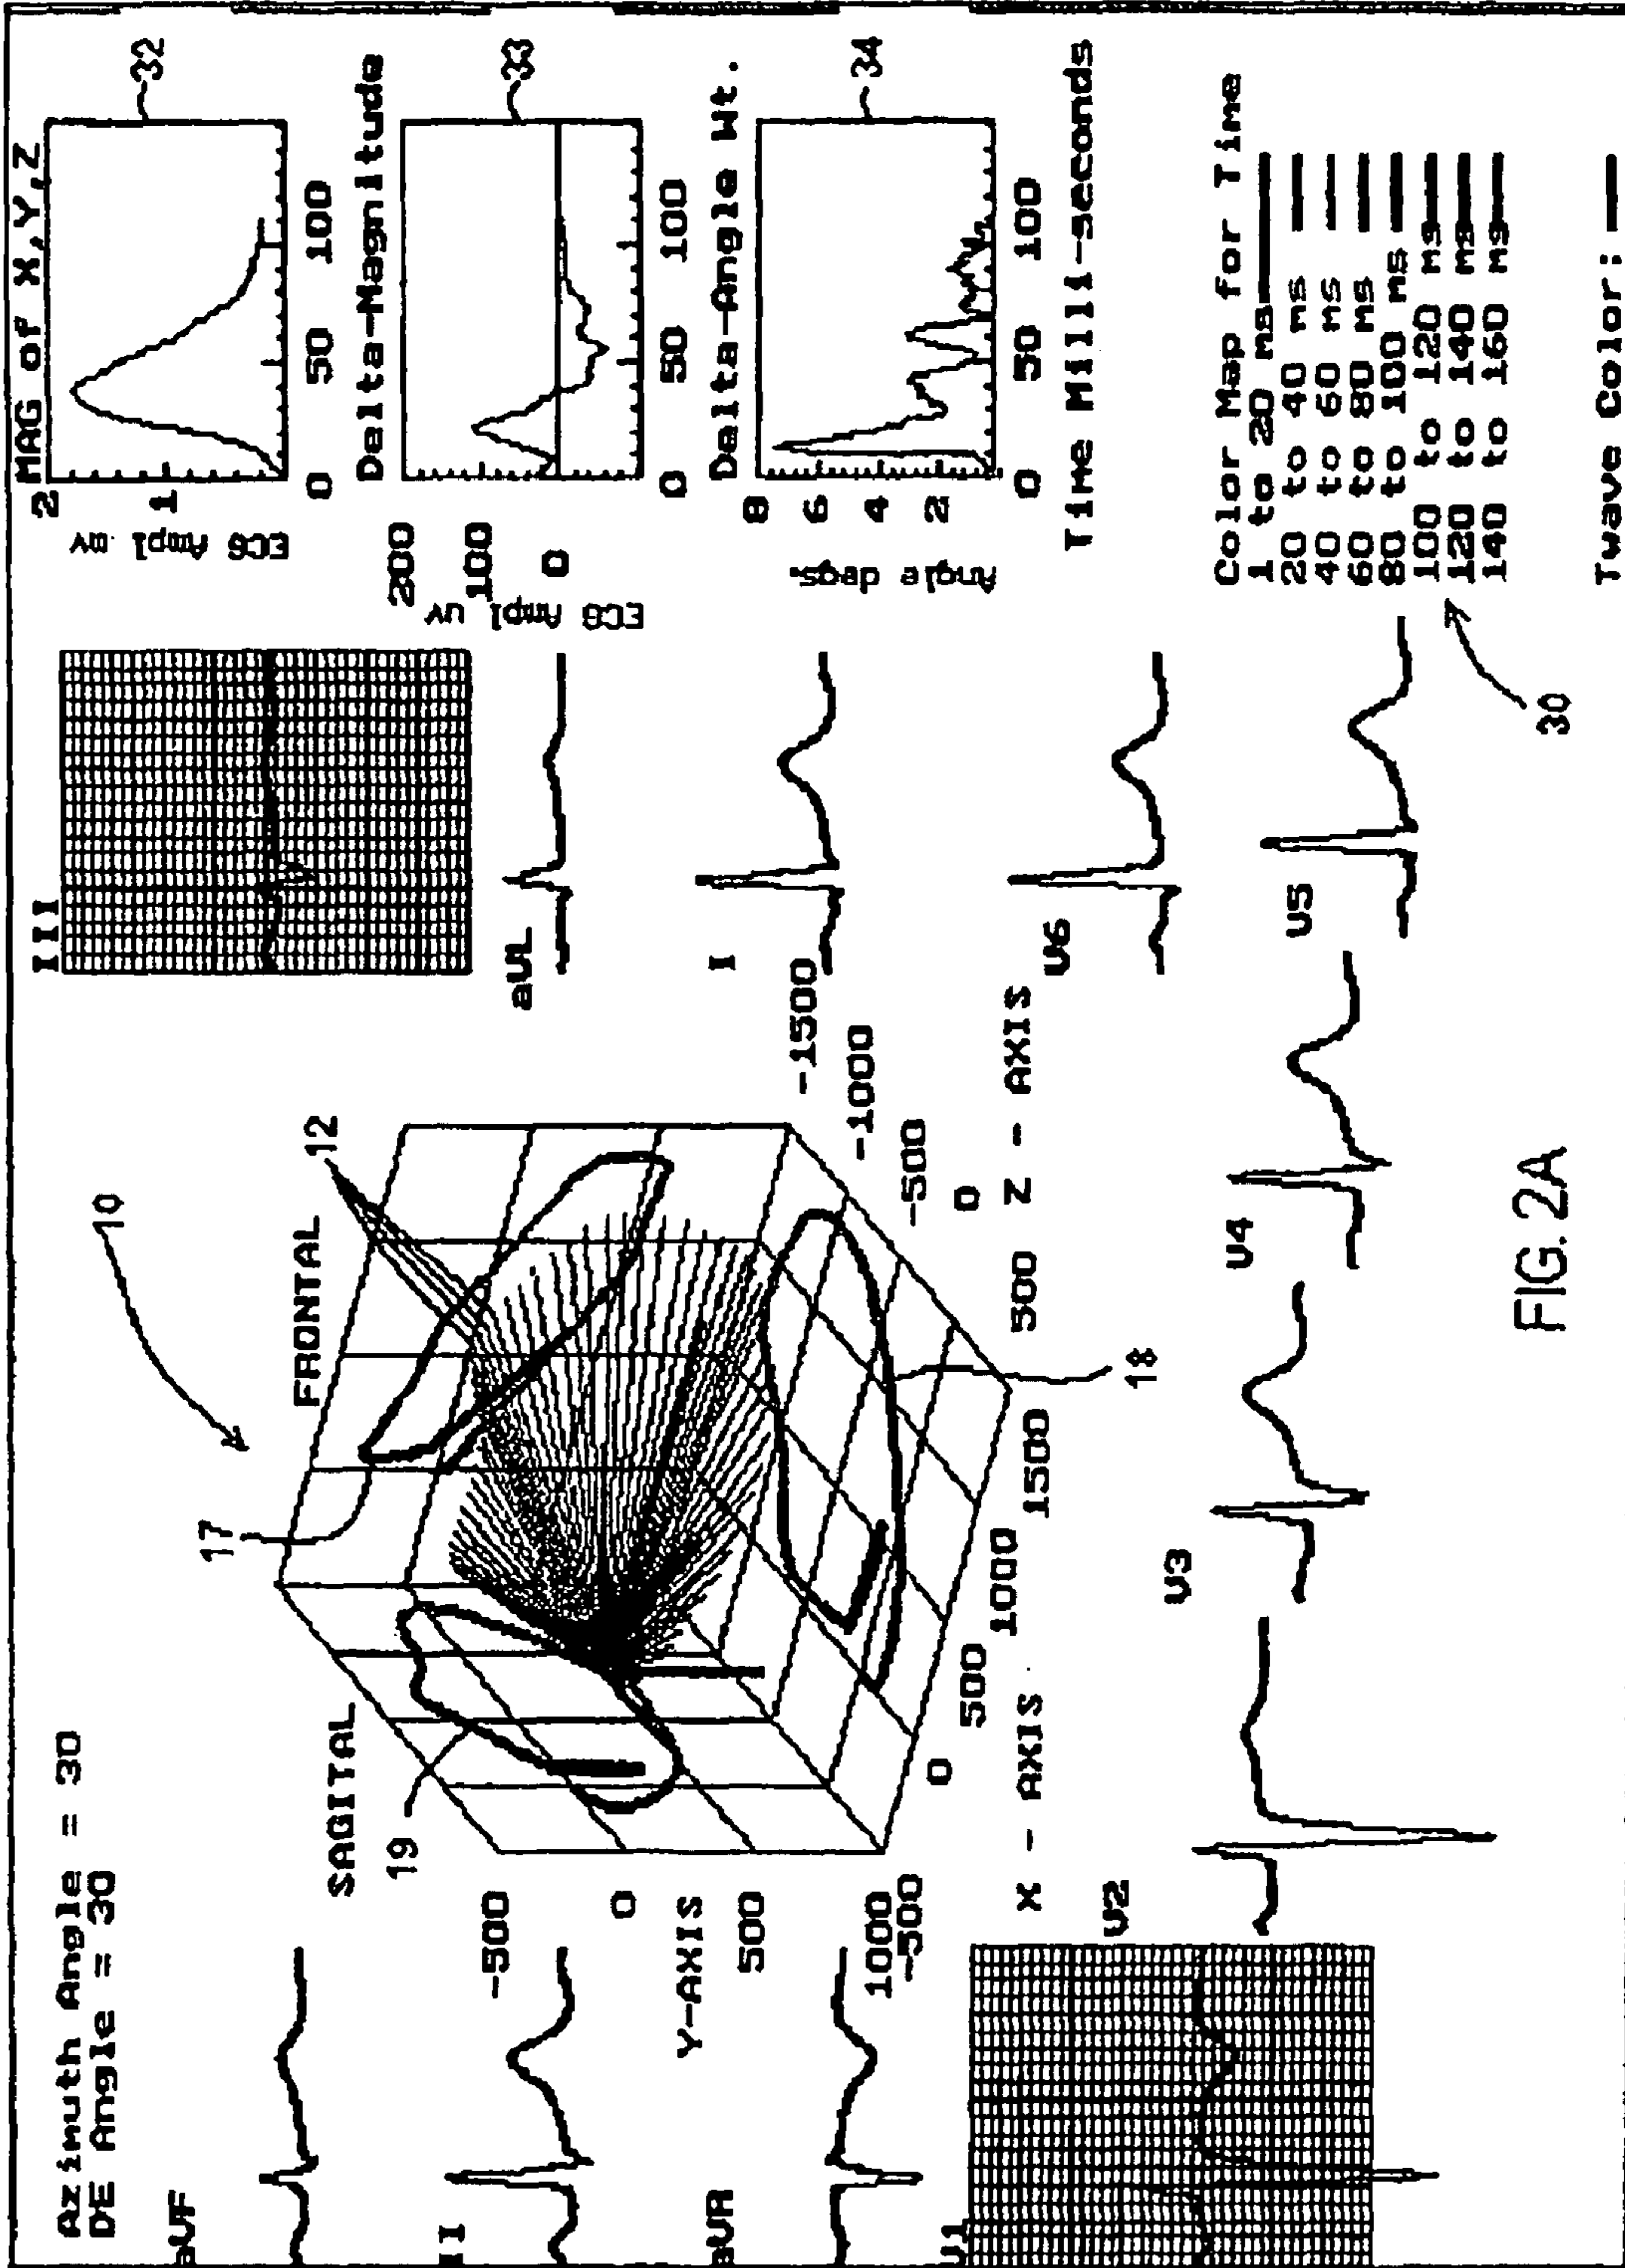 Azimuth Angle = 30
DE Angle = 30
aVF
II
aVR
V1
V2
V3
V4
V5
V6
I
aVL
III
SAGITAL
FRONTAL
10
12
17
18
19
-500
0
Y-AXIS
500
1000
-500
0
500
1000
1500
X - AXIS
500
0
-500
-1000
-1500
Z - AXIS
MAG of X,Y,Z
2
1
ECG Ampl mv
0 50 100
32
Delta-Magnitude
200
100
0
ECG Ampl uv
0 50 100
33
Delta-Angle Wt.
8
6
4
2
Angle degs.
0 50 100
34
Time Milli-seconds
Color Map for Time
1 to 20 ms
20 to 40 ms
40 to 60 ms
60 to 80 ms
80 to 100 ms
100 to 120 ms
120 to 140 ms
140 to 160 ms
30
Twave Color:
FIG. 2A